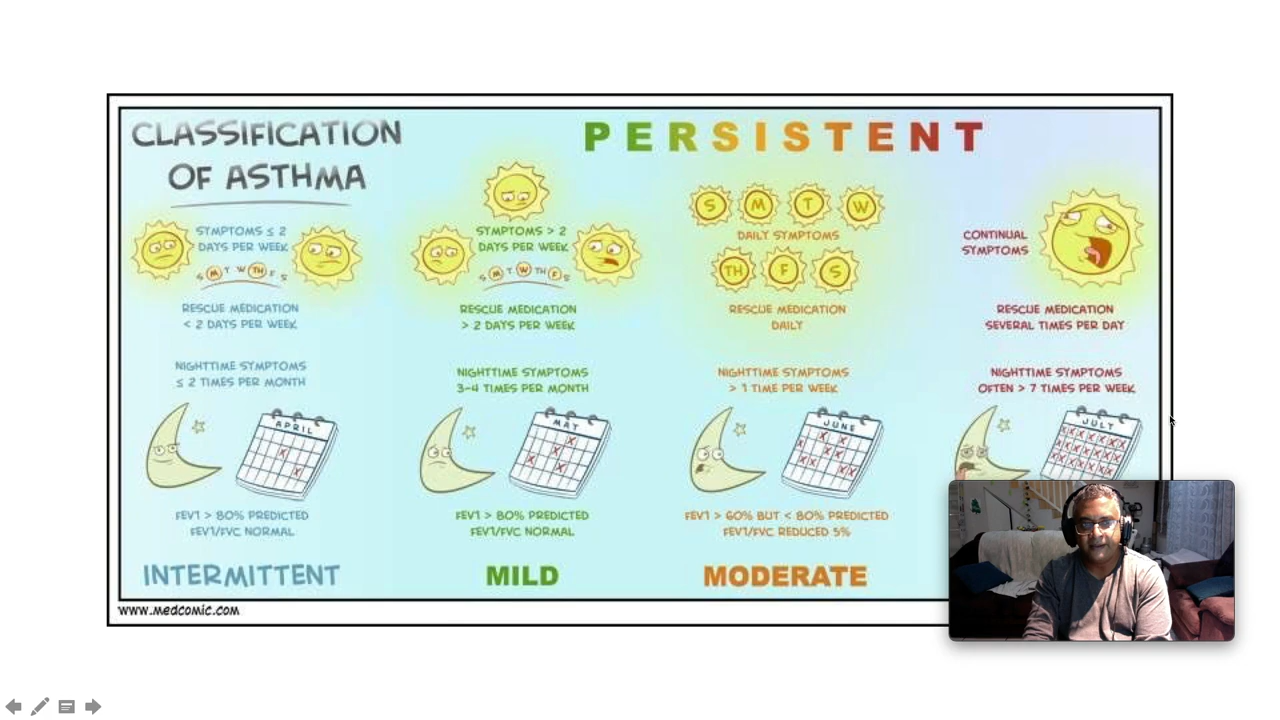 CLASSIFICATION
OF ASTHMA
PERSISTENT
SYMPTOMS ≤ 2
DAYS PER WEEK
S M T W TH F S
RESCUE MEDICATION
< 2 DAYS PER WEEK
NIGHTTIME SYMPTOMS
≤ 2 TIMES PER MONTH
APRIL
FEV1 > 80% PREDICTED
FEV1/FVC NORMAL
INTERMITTENT
SYMPTOMS > 2
DAYS PER WEEK
S M T W TH F S
RESCUE MEDICATION
> 2 DAYS PER WEEK
NIGHTTIME SYMPTOMS
3-4 TIMES PER MONTH
MAY
FEV1 > 80% PREDICTED
FEV1/FVC NORMAL
MILD
S M T W
DAILY SYMPTOMS
TH F S
RESCUE MEDICATION
DAILY
NIGHTTIME SYMPTOMS
> 1 TIME PER WEEK
JUNE
FEV1 > 60% BUT < 80% PREDICTED
FEV1/FVC REDUCED 5%
MODERATE
CONTINUAL
SYMPTOMS
RESCUE MEDICATION
SEVERAL TIMES PER DAY
NIGHTTIME SYMPTOMS
OFTEN > 7 TIMES PER WEEK
JULY
www.medcomic.com